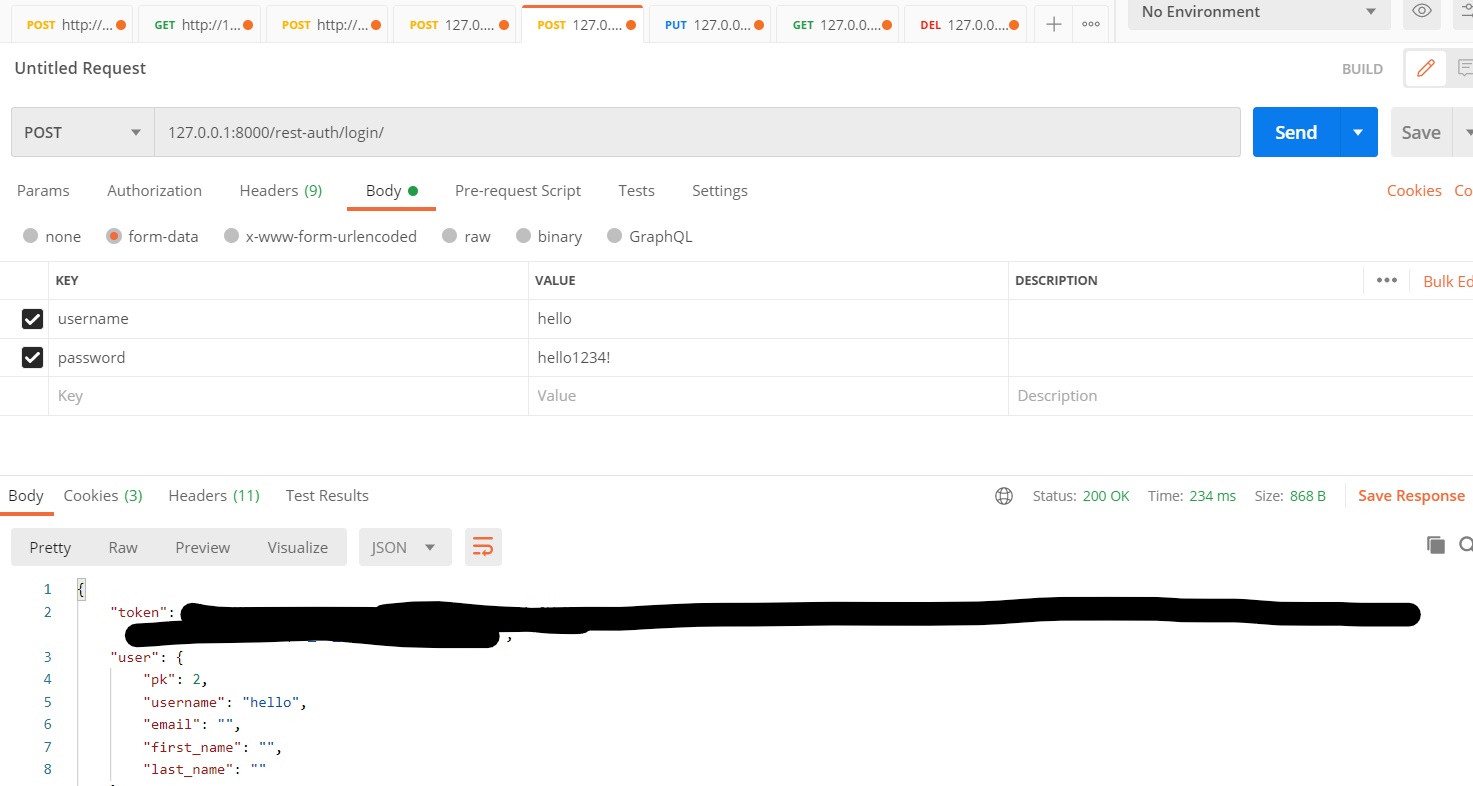 POST http://... GET http://1... POST http://... POST 127.0.... POST 127.0.... PUT 127.0.0... GET 127.0.0.... DEL 127.0.0.... No Environment
Untitled Request BUILD
POST 127.0.0.1:8000/rest-auth/login/ Send Save
Params Authorization Headers (9) Body Pre-request Script Tests Settings Cookies Co
none form-data x-www-form-urlencoded raw binary GraphQL
KEY VALUE DESCRIPTION ••• Bulk Ed
username hello
password hello1234!
Key Value Description
Body Cookies (3) Headers (11) Test Results Status: 200 OK Time: 234 ms Size: 868 B Save Response
Pretty Raw Preview Visualize JSON
1 {
2 "token":
,
3 "user": {
4 "pk": 2,
5 "username": "hello",
6 "email": "",
7 "first_name": "",
8 "last_name": ""